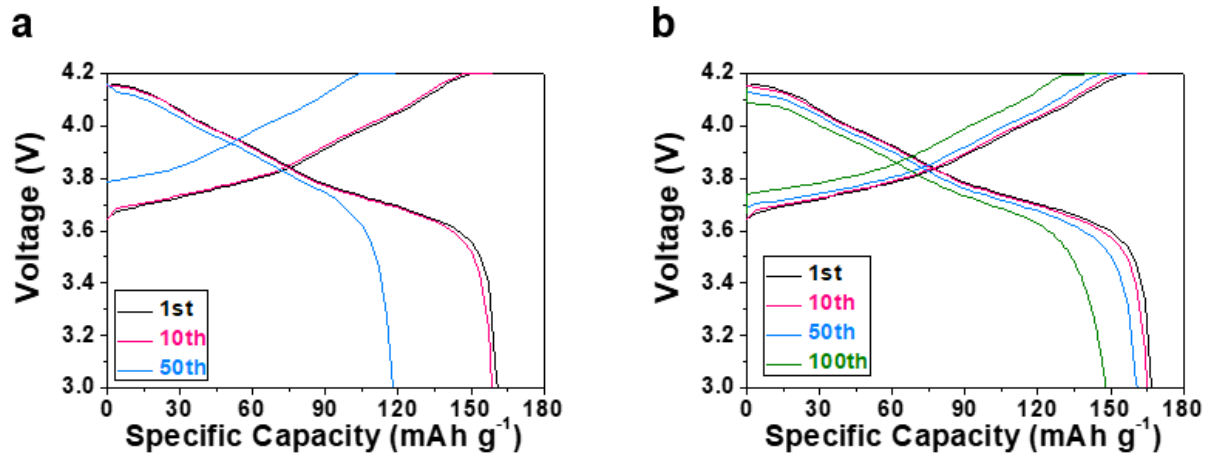 a
4.2
4.0
3.8
3.6
3.4
3.2
3.0
Voltage (V)
1st
10th
50th
0 30 60 90 120 150 180
Specific Capacity (mAh g⁻¹)
b
4.2
4.0
3.8
3.6
3.4
3.2
3.0
Voltage (V)
1st
10th
50th
100th
0 30 60 90 120 150 180
Specific Capacity (mAh g⁻¹)